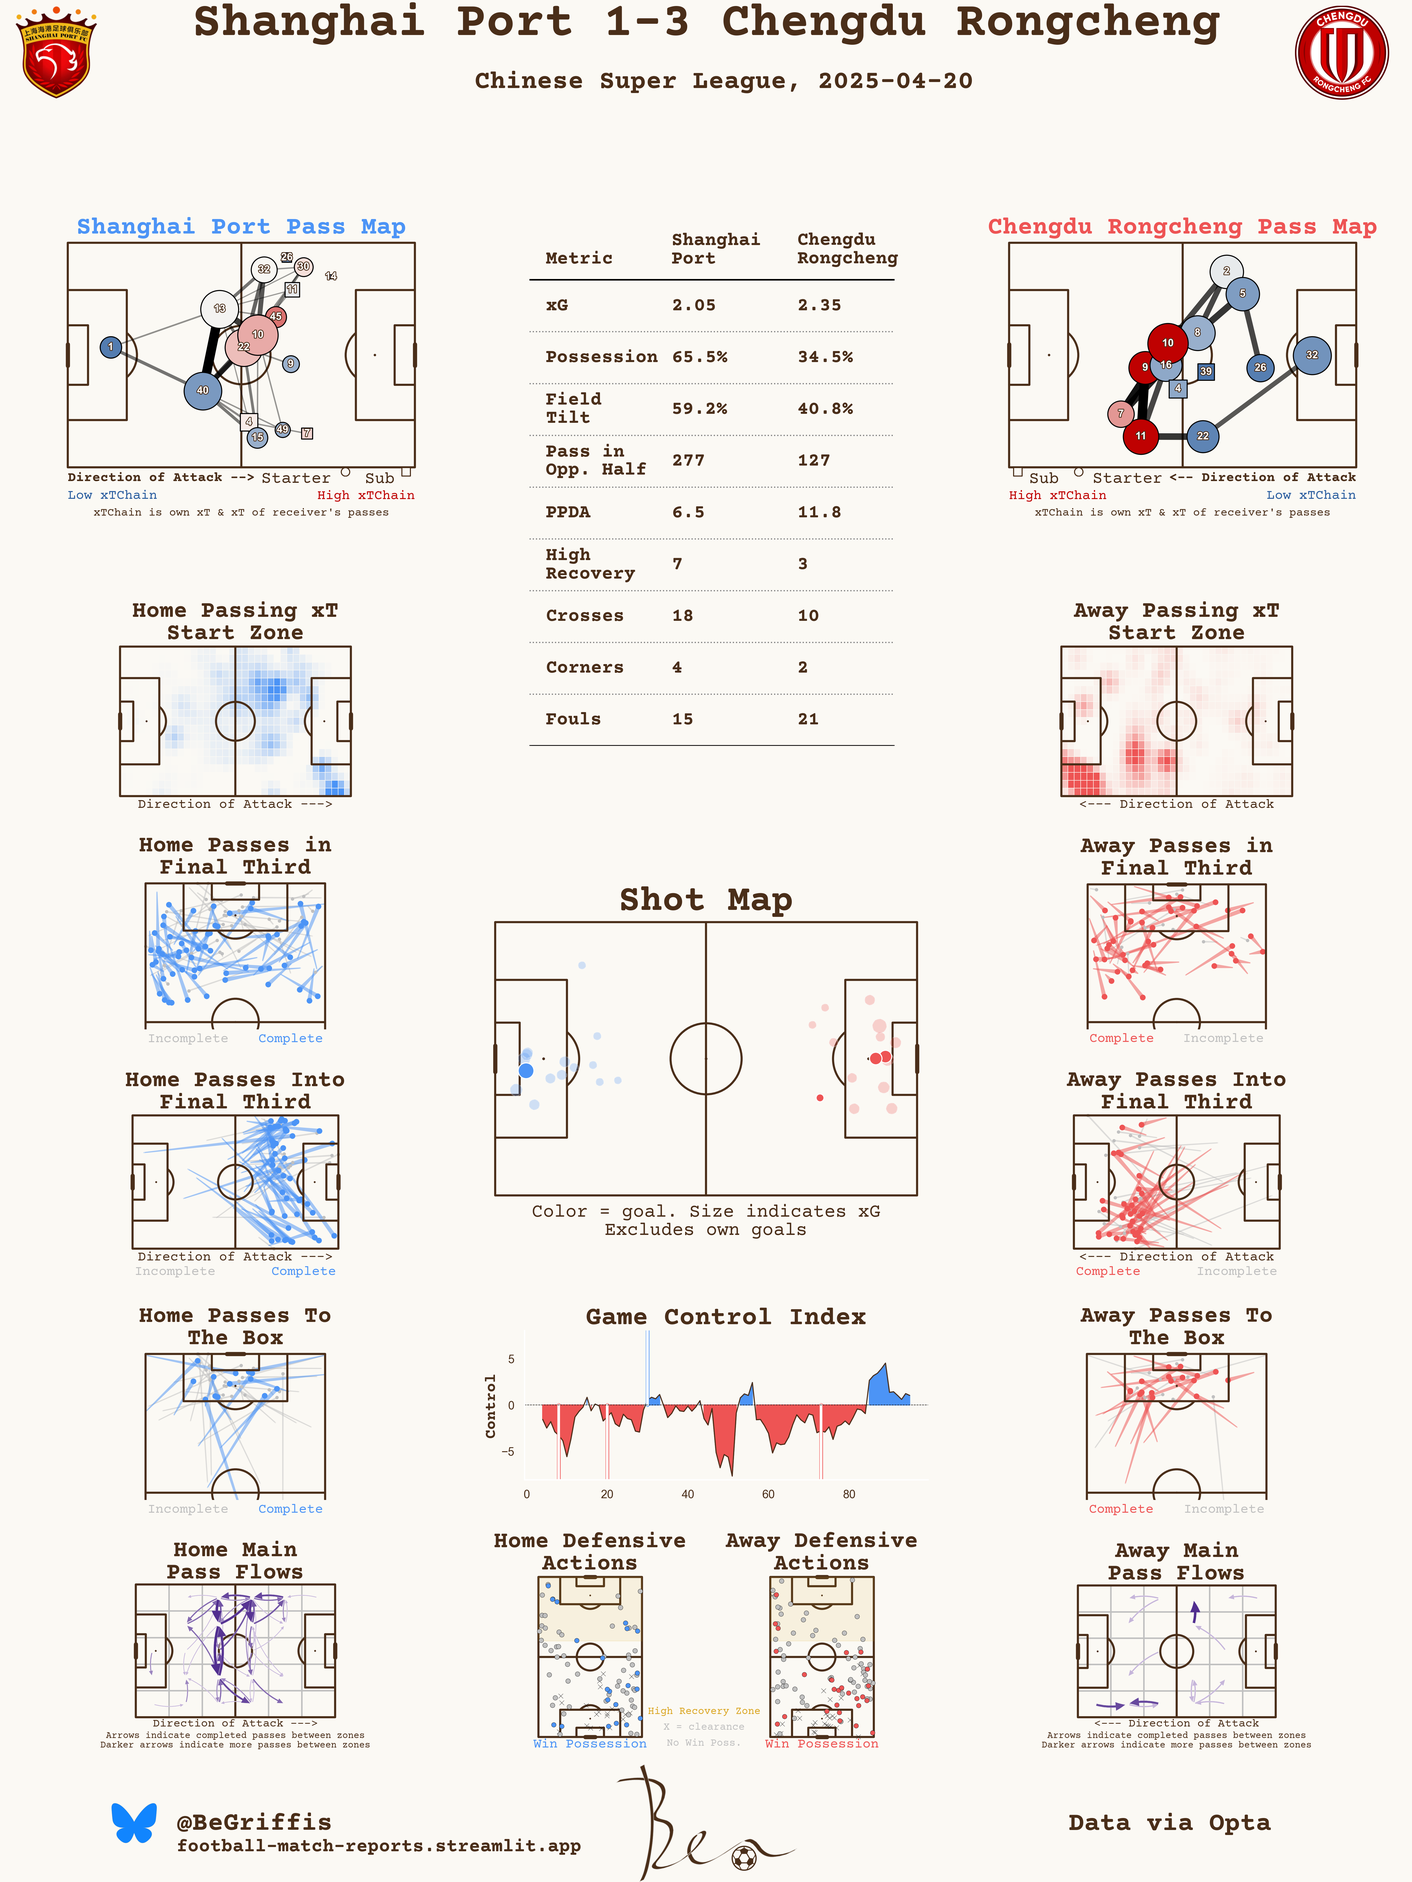 Shanghai Port 1-3 Chengdu Rongcheng
Chinese Super League, 2025-04-20
上海海港足球俱乐部
SHANGHAI PORT FC
CHENGDU
RONGCHENG FC
Shanghai Port Pass Map
26
32
30
14
11
13
45
10
22
1
9
40
4
49
7
15
Direction of Attack --> Starter Sub
Low xTChain High xTChain
xTChain is own xT & xT of receiver's passes
Metric Shanghai Port Chengdu Rongcheng
xG 2.05 2.35
Possession 65.5% 34.5%
Field Tilt 59.2% 40.8%
Pass in Opp. Half 277 127
PPDA 6.5 11.8
High Recovery 7 3
Crosses 18 10
Corners 4 2
Fouls 15 21
Chengdu Rongcheng Pass Map
2
5
8
10
32
9
16
39
26
4
7
11
22
Sub Starter <-- Direction of Attack
High xTChain Low xTChain
xTChain is own xT & xT of receiver's passes
Home Passing xT
Start Zone
Direction of Attack --->
Away Passing xT
Start Zone
<--- Direction of Attack
Home Passes in
Final Third
Incomplete Complete
Away Passes in
Final Third
Complete Incomplete
Shot Map
Color = goal. Size indicates xG
Excludes own goals
Home Passes Into
Final Third
Direction of Attack --->
Incomplete Complete
Away Passes Into
Final Third
<--- Direction of Attack
Complete Incomplete
Home Passes To
The Box
Incomplete Complete
Game Control Index
Control
5
0
−5
0 20 40 60 80
Away Passes To
The Box
Complete Incomplete
Home Main
Pass Flows
Direction of Attack --->
Arrows indicate completed passes between zones
Darker arrows indicate more passes between zones
Home Defensive
Actions
Win Possession
Away Defensive
Actions
Win Possession
High Recovery Zone
X = clearance
No Win Poss.
Away Main
Pass Flows
<--- Direction of Attack
Arrows indicate completed passes between zones
Darker arrows indicate more passes between zones
@BeGriffis
football-match-reports.streamlit.app
Ben
Data via Opta